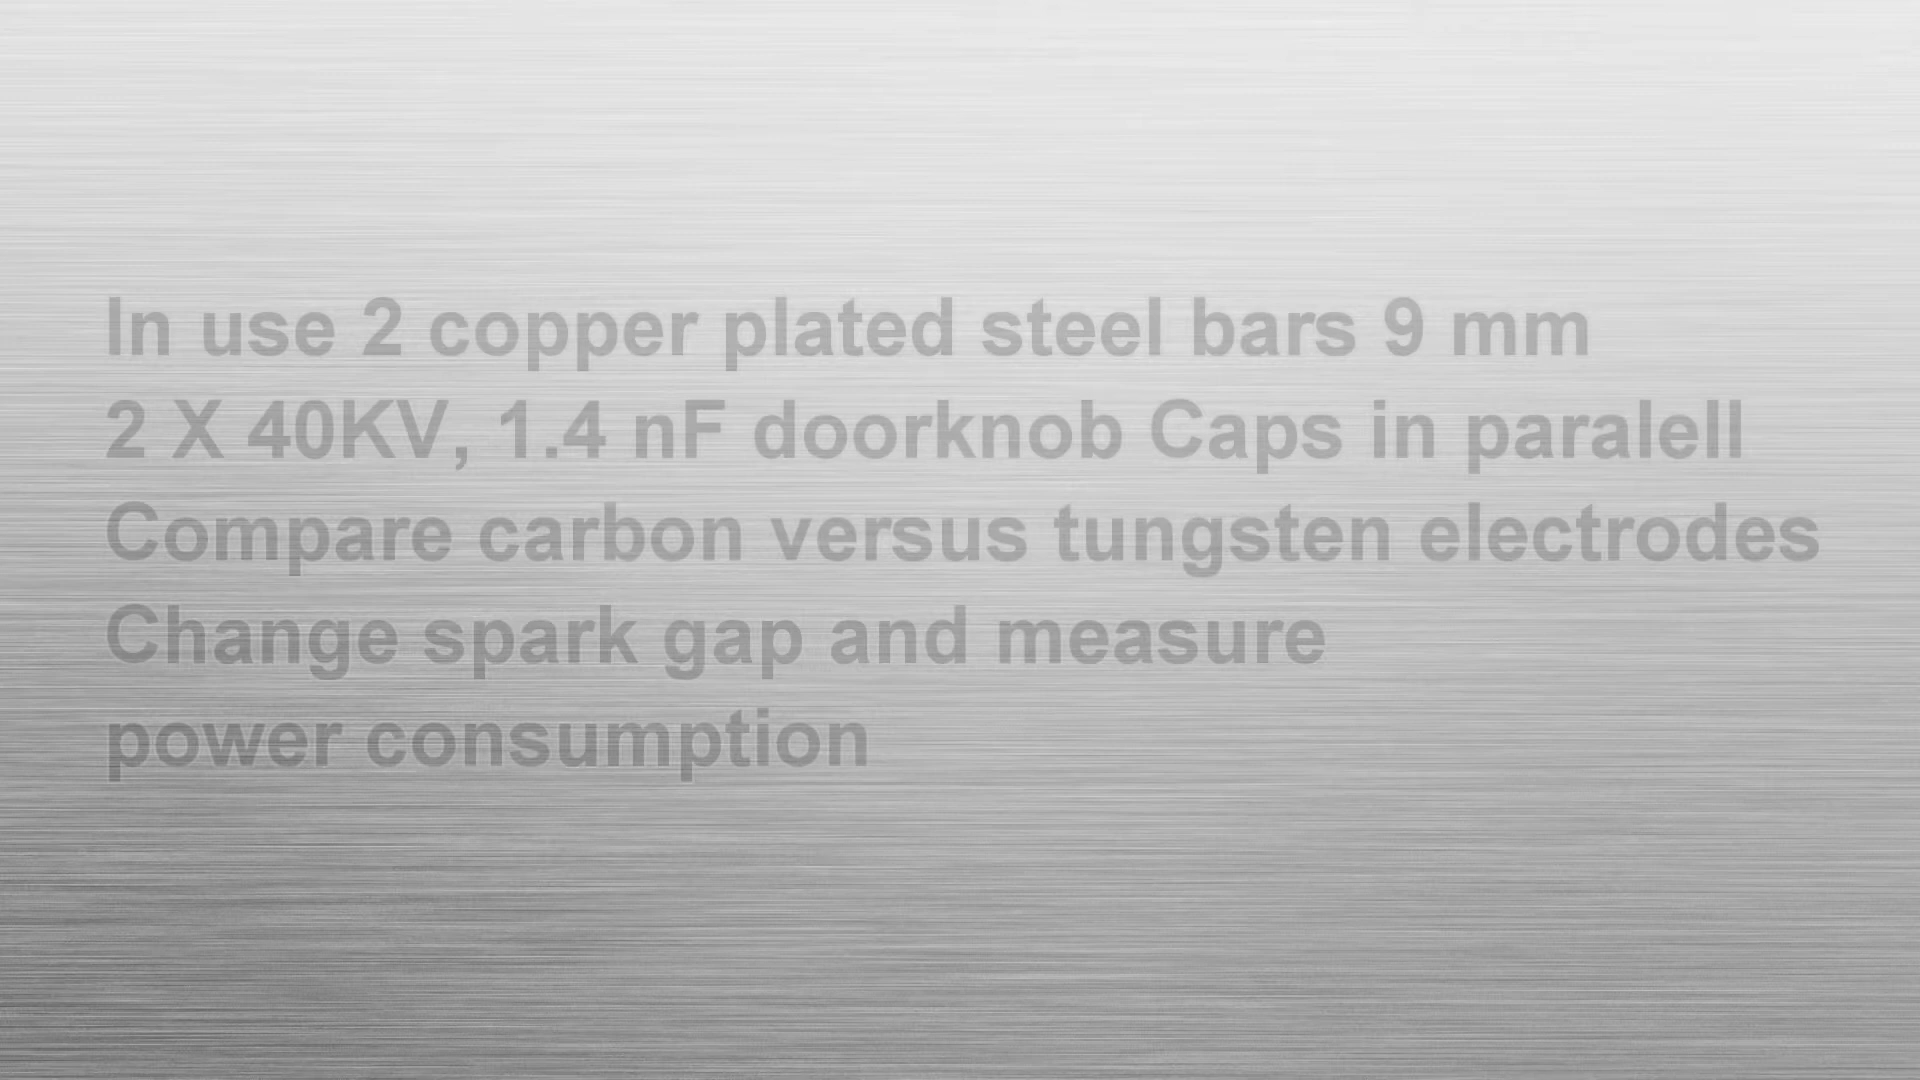 In use 2 copper plated steel bars 9 mm
2 X 40KV, 1.4 nF doorknob Caps in paralell
Compare carbon versus tungsten electrodes
Change spark gap and measure
power consumption